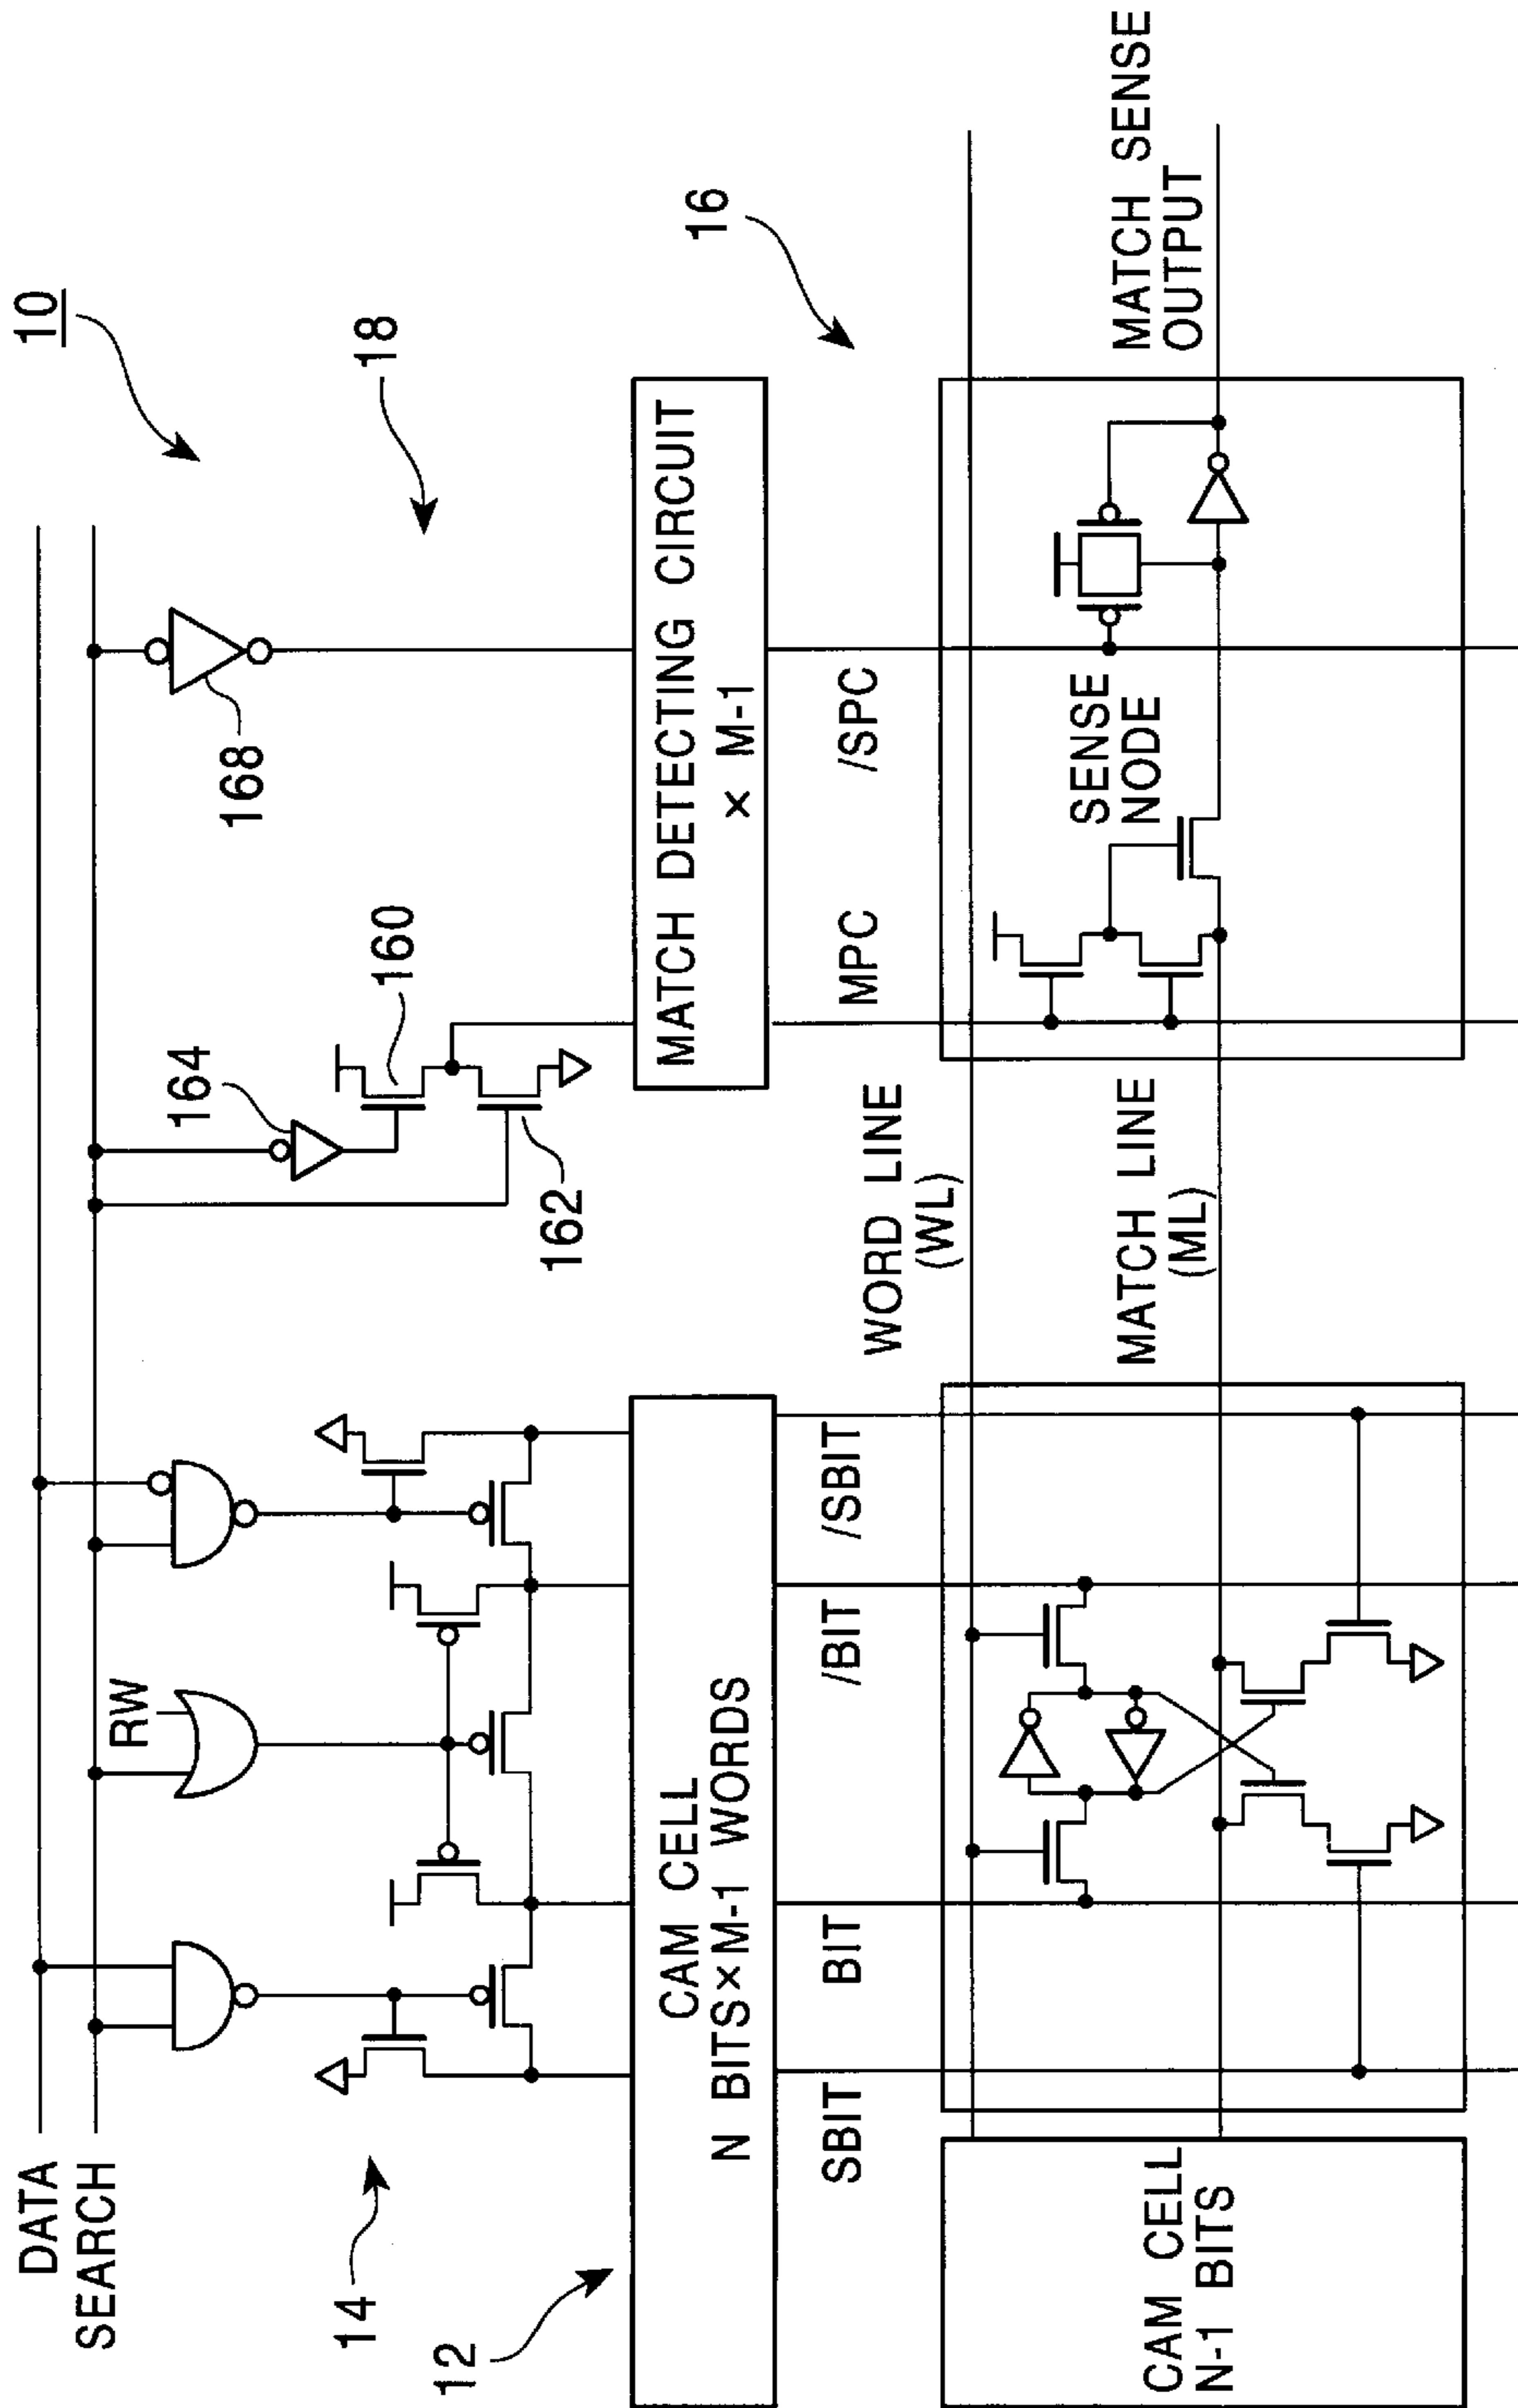 10
DATA
SEARCH
14
12
RW
164
160
162
168
18
CAM CELL
N BITS×M-1 WORDS
MATCH DETECTING CIRCUIT
× M-1
16
SBIT
BIT
/BIT
/SBIT
WORD LINE
(WL)
MPC
/SPC
MATCH LINE
(ML)
SENSE
NODE
MATCH SENSE
OUTPUT
CAM CELL
N-1 BITS